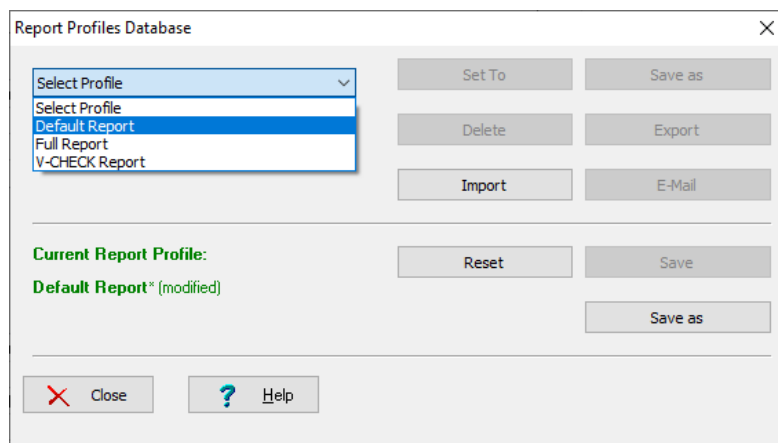 Report Profiles Database
Select Profile
Select Profile
Default Report
Full Report
V-CHECK Report
Set To
Save as
Delete
Export
Import
E-Mail
Current Report Profile:
Default Report* (modified)
Reset
Save
Save as
Close
? Help